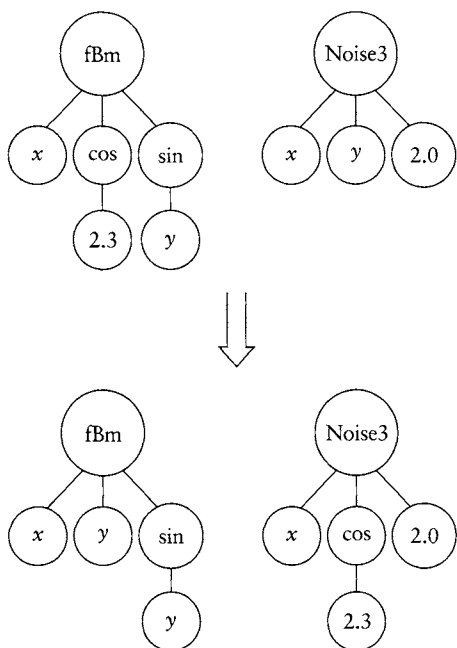 fBm Noise3
x cos sin x y 2.0
2.3 y
fBm Noise3
x y sin x cos 2.0
y 2.3